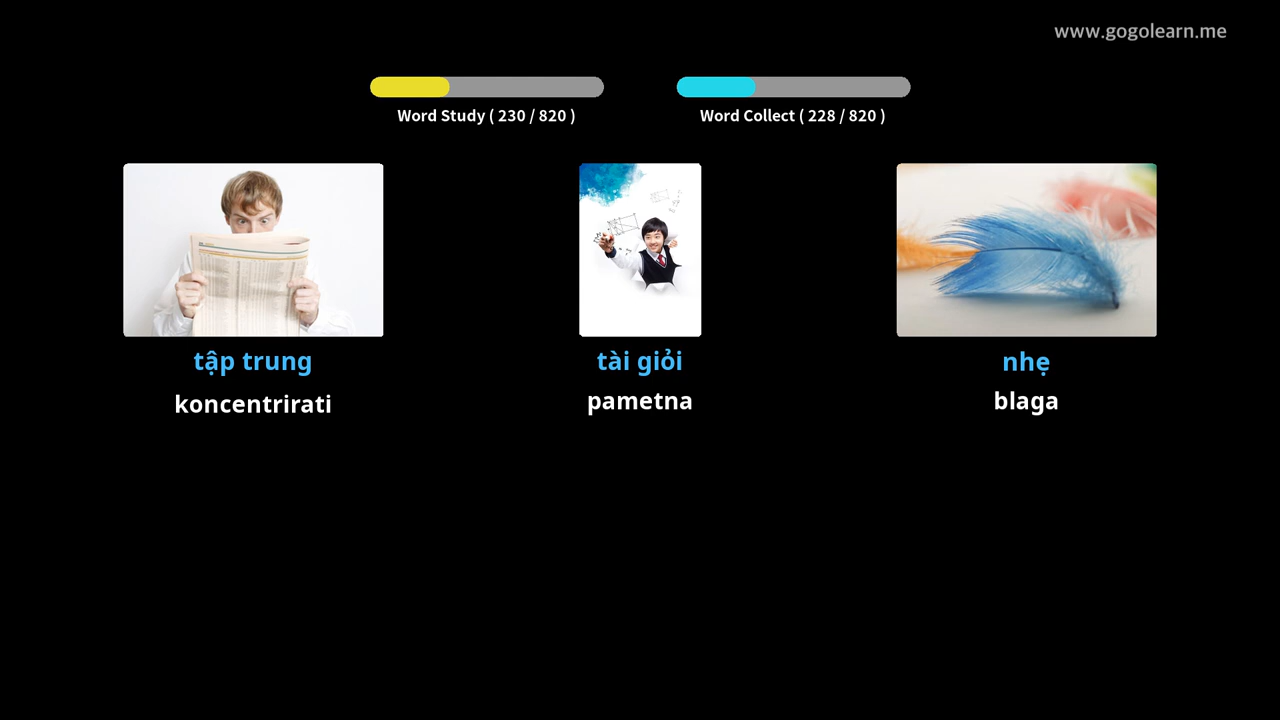 www.gogolearn.me
Word Study ( 230 / 820 )
Word Collect ( 228 / 820 )
tập trung
koncentrirati
tài giỏi
pametna
nhẹ
blaga